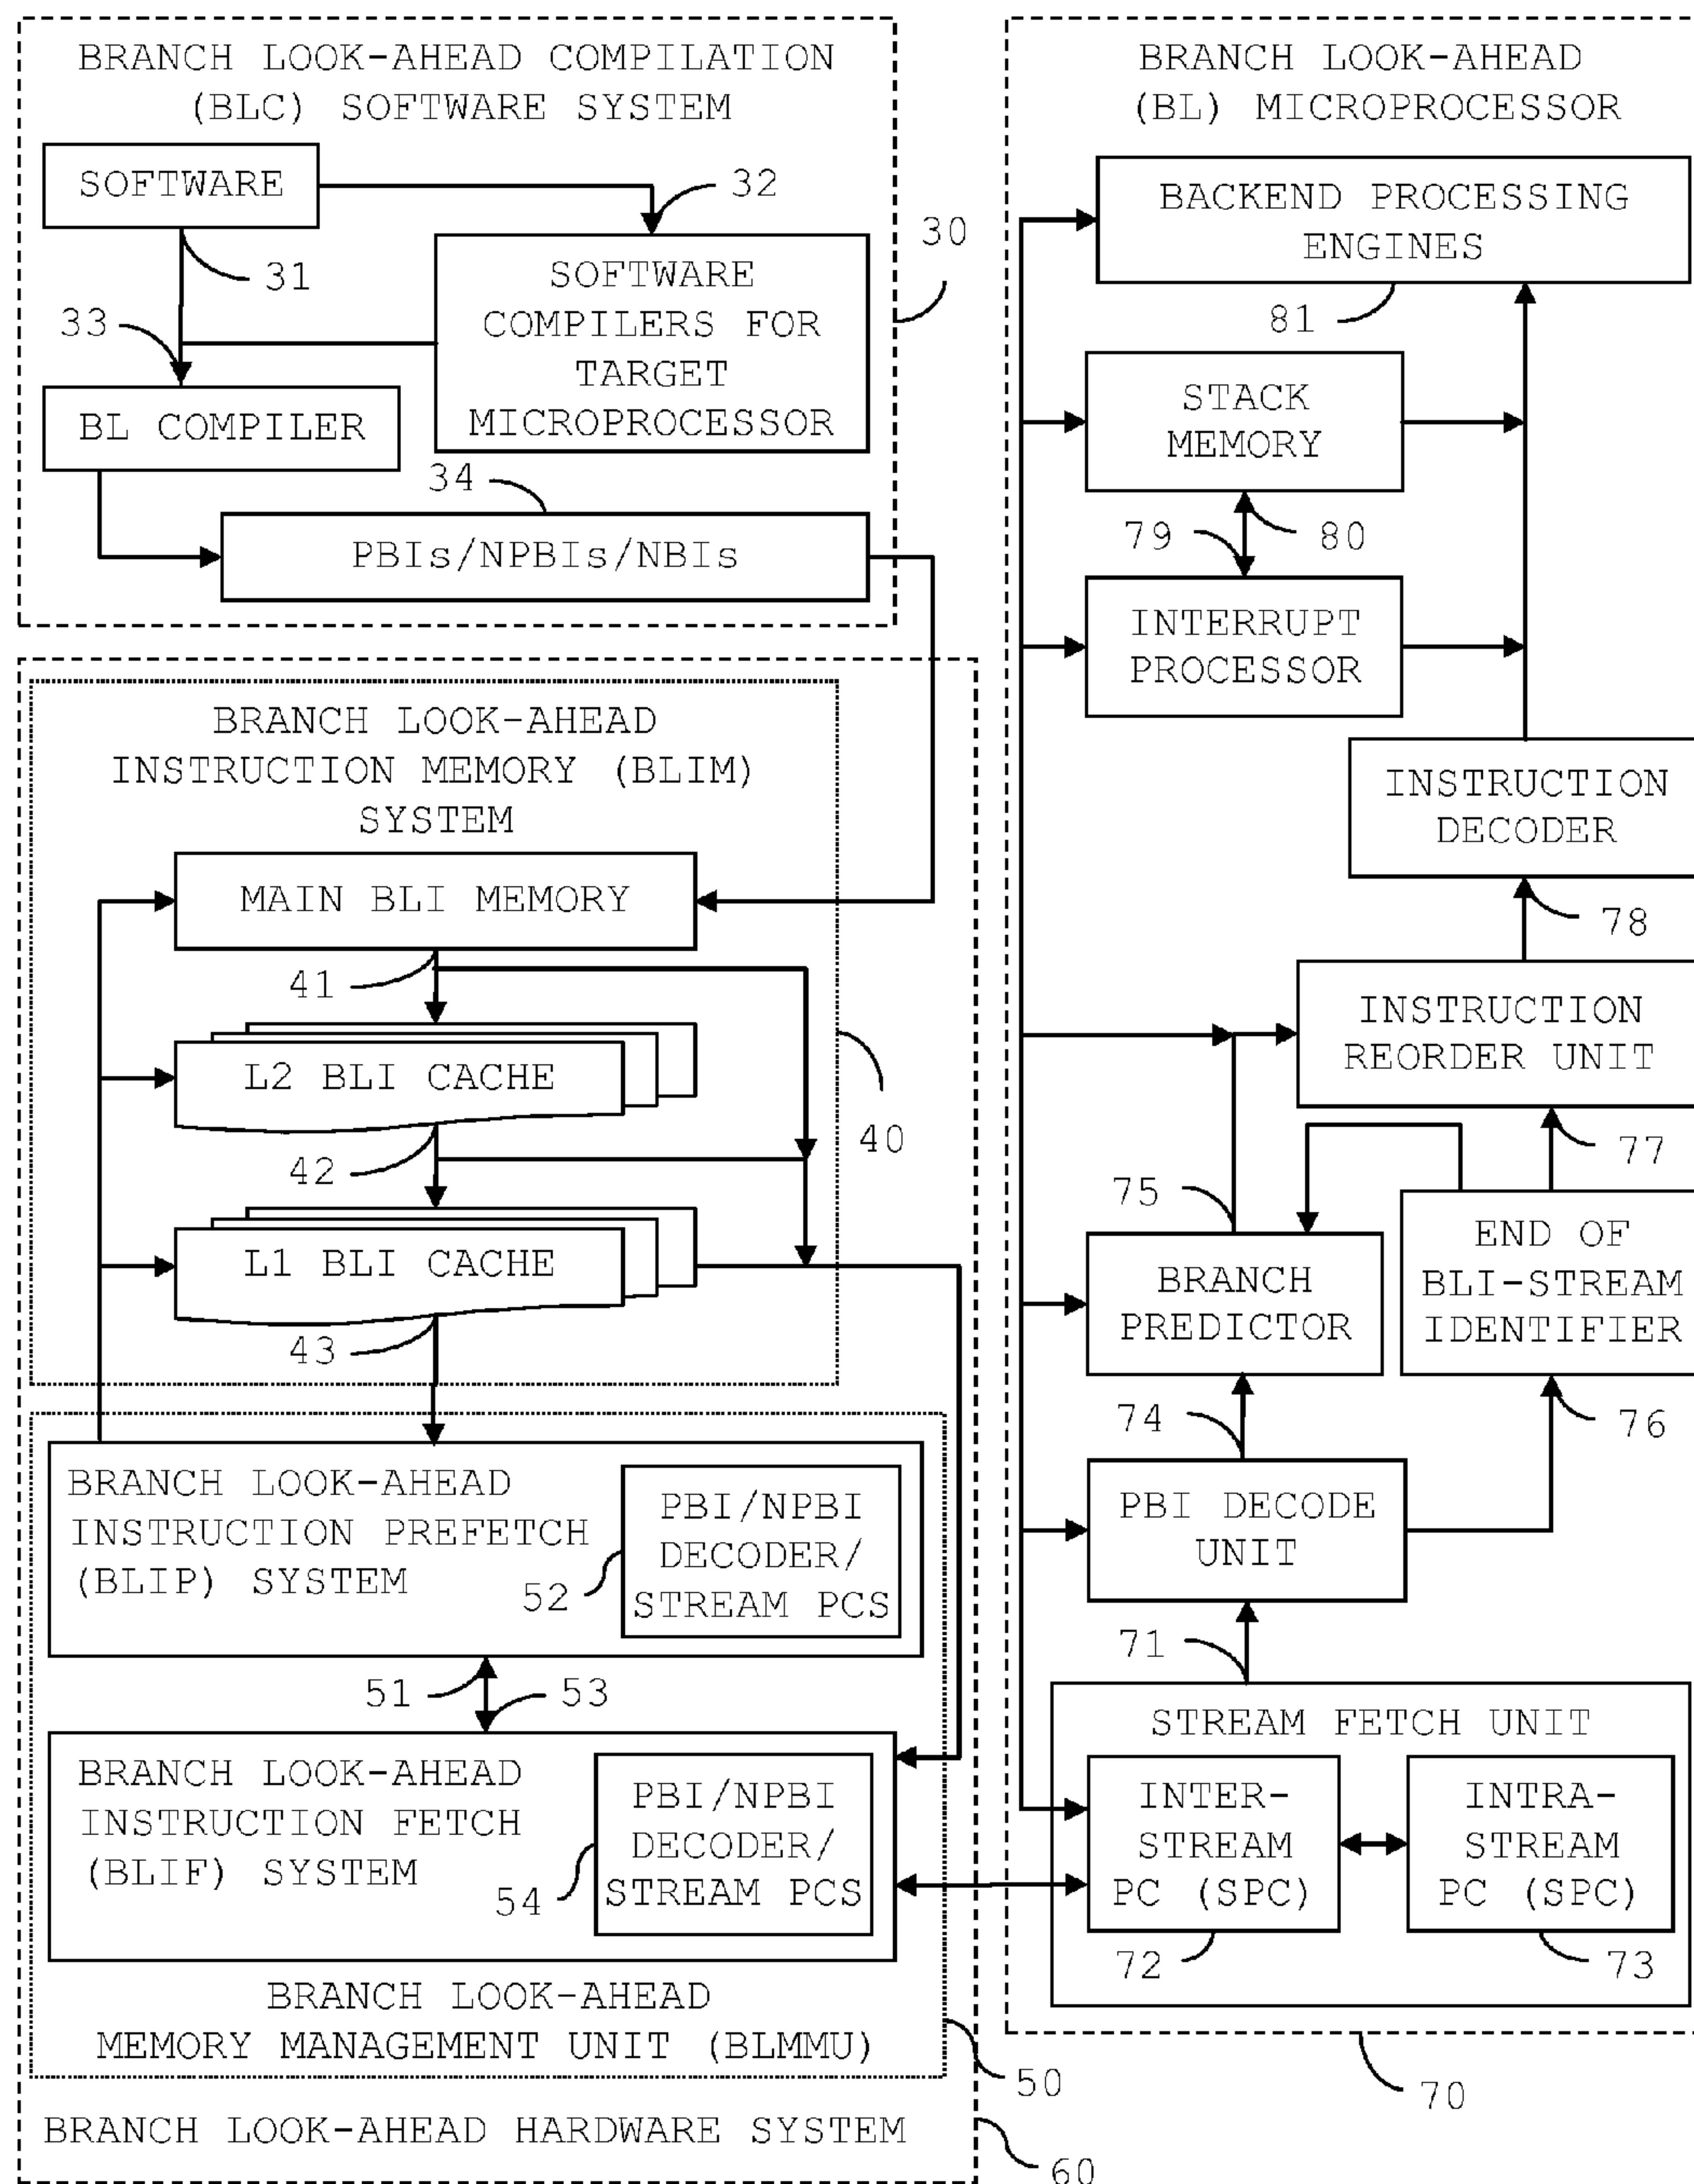 BRANCH LOOK-AHEAD COMPILATION
(BLC) SOFTWARE SYSTEM
SOFTWARE
32
31
30
SOFTWARE
COMPILERS FOR
TARGET
MICROPROCESSOR
33
BL COMPILER
34
PBIs/NPBIs/NBIs
BRANCH LOOK-AHEAD
INSTRUCTION MEMORY (BLIM)
SYSTEM
MAIN BLI MEMORY
41
L2 BLI CACHE
40
42
L1 BLI CACHE
43
BRANCH LOOK-AHEAD
INSTRUCTION PREFETCH
(BLIP) SYSTEM
52
PBI/NPBI
DECODER/
STREAM PCS
51
53
BRANCH LOOK-AHEAD
INSTRUCTION FETCH
(BLIF) SYSTEM
54
PBI/NPBI
DECODER/
STREAM PCS
BRANCH LOOK-AHEAD
MEMORY MANAGEMENT UNIT (BLMMU)
50
BRANCH LOOK-AHEAD HARDWARE SYSTEM
60
BRANCH LOOK-AHEAD
(BL) MICROPROCESSOR
BACKEND PROCESSING
ENGINES
81
STACK
MEMORY
79
80
INTERRUPT
PROCESSOR
INSTRUCTION
DECODER
78
INSTRUCTION
REORDER UNIT
77
75
END OF
BLI-STREAM
IDENTIFIER
BRANCH
PREDICTOR
74
76
PBI DECODE
UNIT
71
STREAM FETCH UNIT
INTER-
STREAM
PC (SPC)
INTRA-
STREAM
PC (SPC)
72
73
70